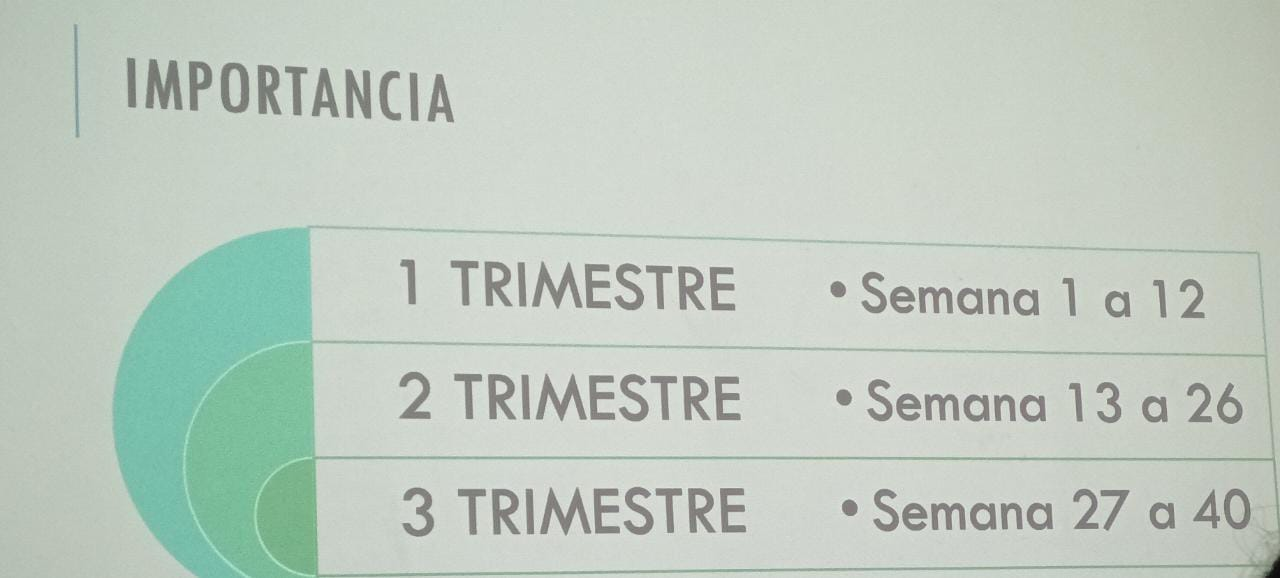 IMPORTANCIA
1 TRIMESTRE • Semana 1 a 12
2 TRIMESTRE • Semana 13 a 26
3 TRIMESTRE • Semana 27 a 40